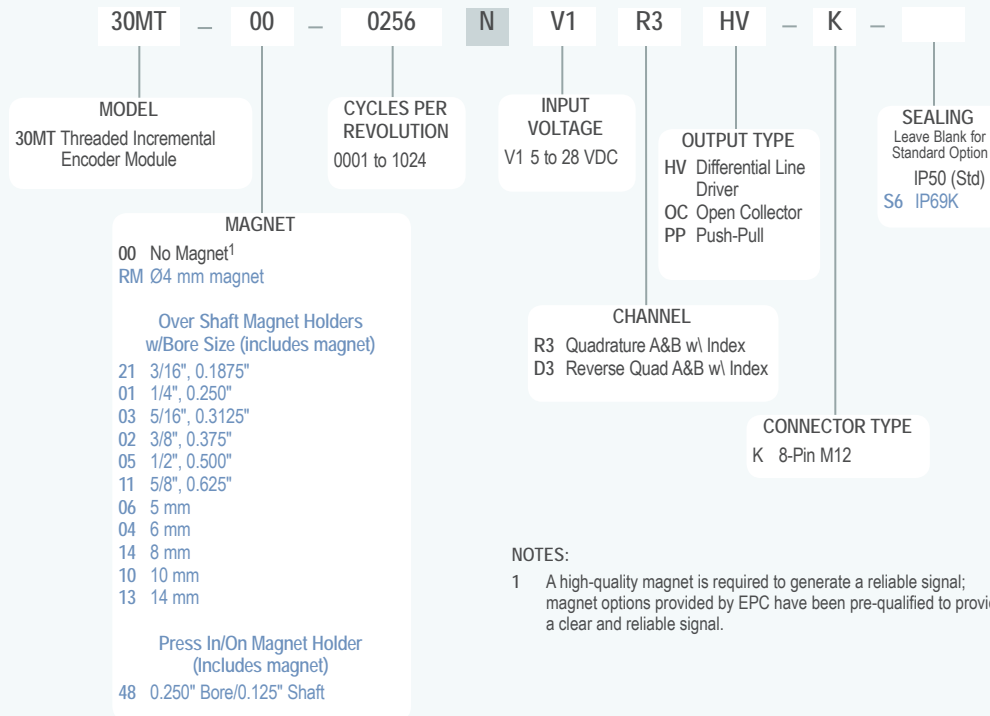 30MT – 00 – 0256 N V1 R3 HV – K –
MODEL
30MT Threaded Incremental
Encoder Module
CYCLES PER
REVOLUTION
0001 to 1024
INPUT
VOLTAGE
V1 5 to 28 VDC
OUTPUT TYPE
HV Differential Line
Driver
OC Open Collector
PP Push-Pull
SEALING
Leave Blank for
Standard Option
IP50 (Std)
S6 IP69K
MAGNET
00 No Magnet1
RM Ø4 mm magnet
Over Shaft Magnet Holders
w/Bore Size (includes magnet)
21 3/16", 0.1875"
01 1/4", 0.250"
03 5/16", 0.3125"
02 3/8", 0.375"
05 1/2", 0.500"
11 5/8", 0.625"
06 5 mm
04 6 mm
14 8 mm
10 10 mm
13 14 mm
Press In/On Magnet Holder
(Includes magnet)
48 0.250" Bore/0.125" Shaft
CHANNEL
R3 Quadrature A&B w\ Index
D3 Reverse Quad A&B w\ Index
CONNECTOR TYPE
K 8-Pin M12
NOTES:
1 A high-quality magnet is required to generate a reliable signal;
magnet options provided by EPC have been pre-qualified to
a clear and reliable signal.